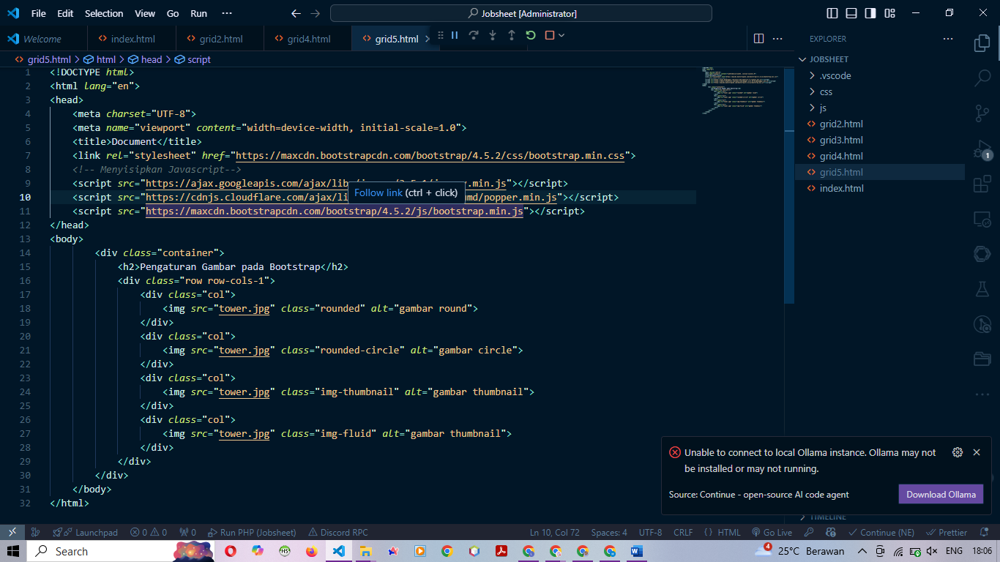 File Edit Selection View Go Run ··· Jobsheet [Administrator]
Welcome index.html grid2.html grid4.html grid5.html
EXPLORER ···
grid5.html > html > head > script
JOBSHEET
.vscode
css
js
grid2.html
grid3.html
grid4.html
grid5.html
index.html
1 <!DOCTYPE html>
2 <html lang="en">
3 <head>
4 <meta charset="UTF-8">
5 <meta name="viewport" content="width=device-width, initial-scale=1.0">
6 <title>Document</title>
7 <link rel="stylesheet" href="https://maxcdn.bootstrapcdn.com/bootstrap/4.5.2/css/bootstrap.min.css">
8 <!-- Menyisipkan Javascript-->
9 <script src="https://ajax.googleapis.com/ajax/lib .min.js"></script>
10 <script src="https://cdnjs.cloudflare.com/ajax/li md/popper.min.js"></script>
Follow link (ctrl + click)
11 <script src="https://maxcdn.bootstrapcdn.com/bootstrap/4.5.2/js/bootstrap.min.js"></script>
12 </head>
13 <body>
14 <div class="container">
15 <h2>Pengaturan Gambar pada Bootstrap</h2>
16 <div class="row row-cols-1">
17 <div class="col">
18 <img src="tower.jpg" class="rounded" alt="gambar round">
19 </div>
20 <div class="col">
21 <img src="tower.jpg" class="rounded-circle" alt="gambar circle">
22 </div>
23 <div class="col">
24 <img src="tower.jpg" class="img-thumbnail" alt="gambar thumbnail">
25 </div>
26 <div class="col">
27 <img src="tower.jpg" class="img-fluid" alt="gambar thumbnail">
28 </div>
29 </div>
30 </div>
31 </body>
32 </html>
1
Unable to connect to local Ollama instance. Ollama may not
be installed or may not running.
Source: Continue - open-source AI code agent
Download Ollama
TIMELINE
Launchpad 0 0 0 Run PHP (Jobsheet) Discord RPC Ln 10, Col 72 Spaces: 4 UTF-8 CRLF HTML Go Live Continue (NE) Prettier
Search 4 25°C Berawan ENG 18:06